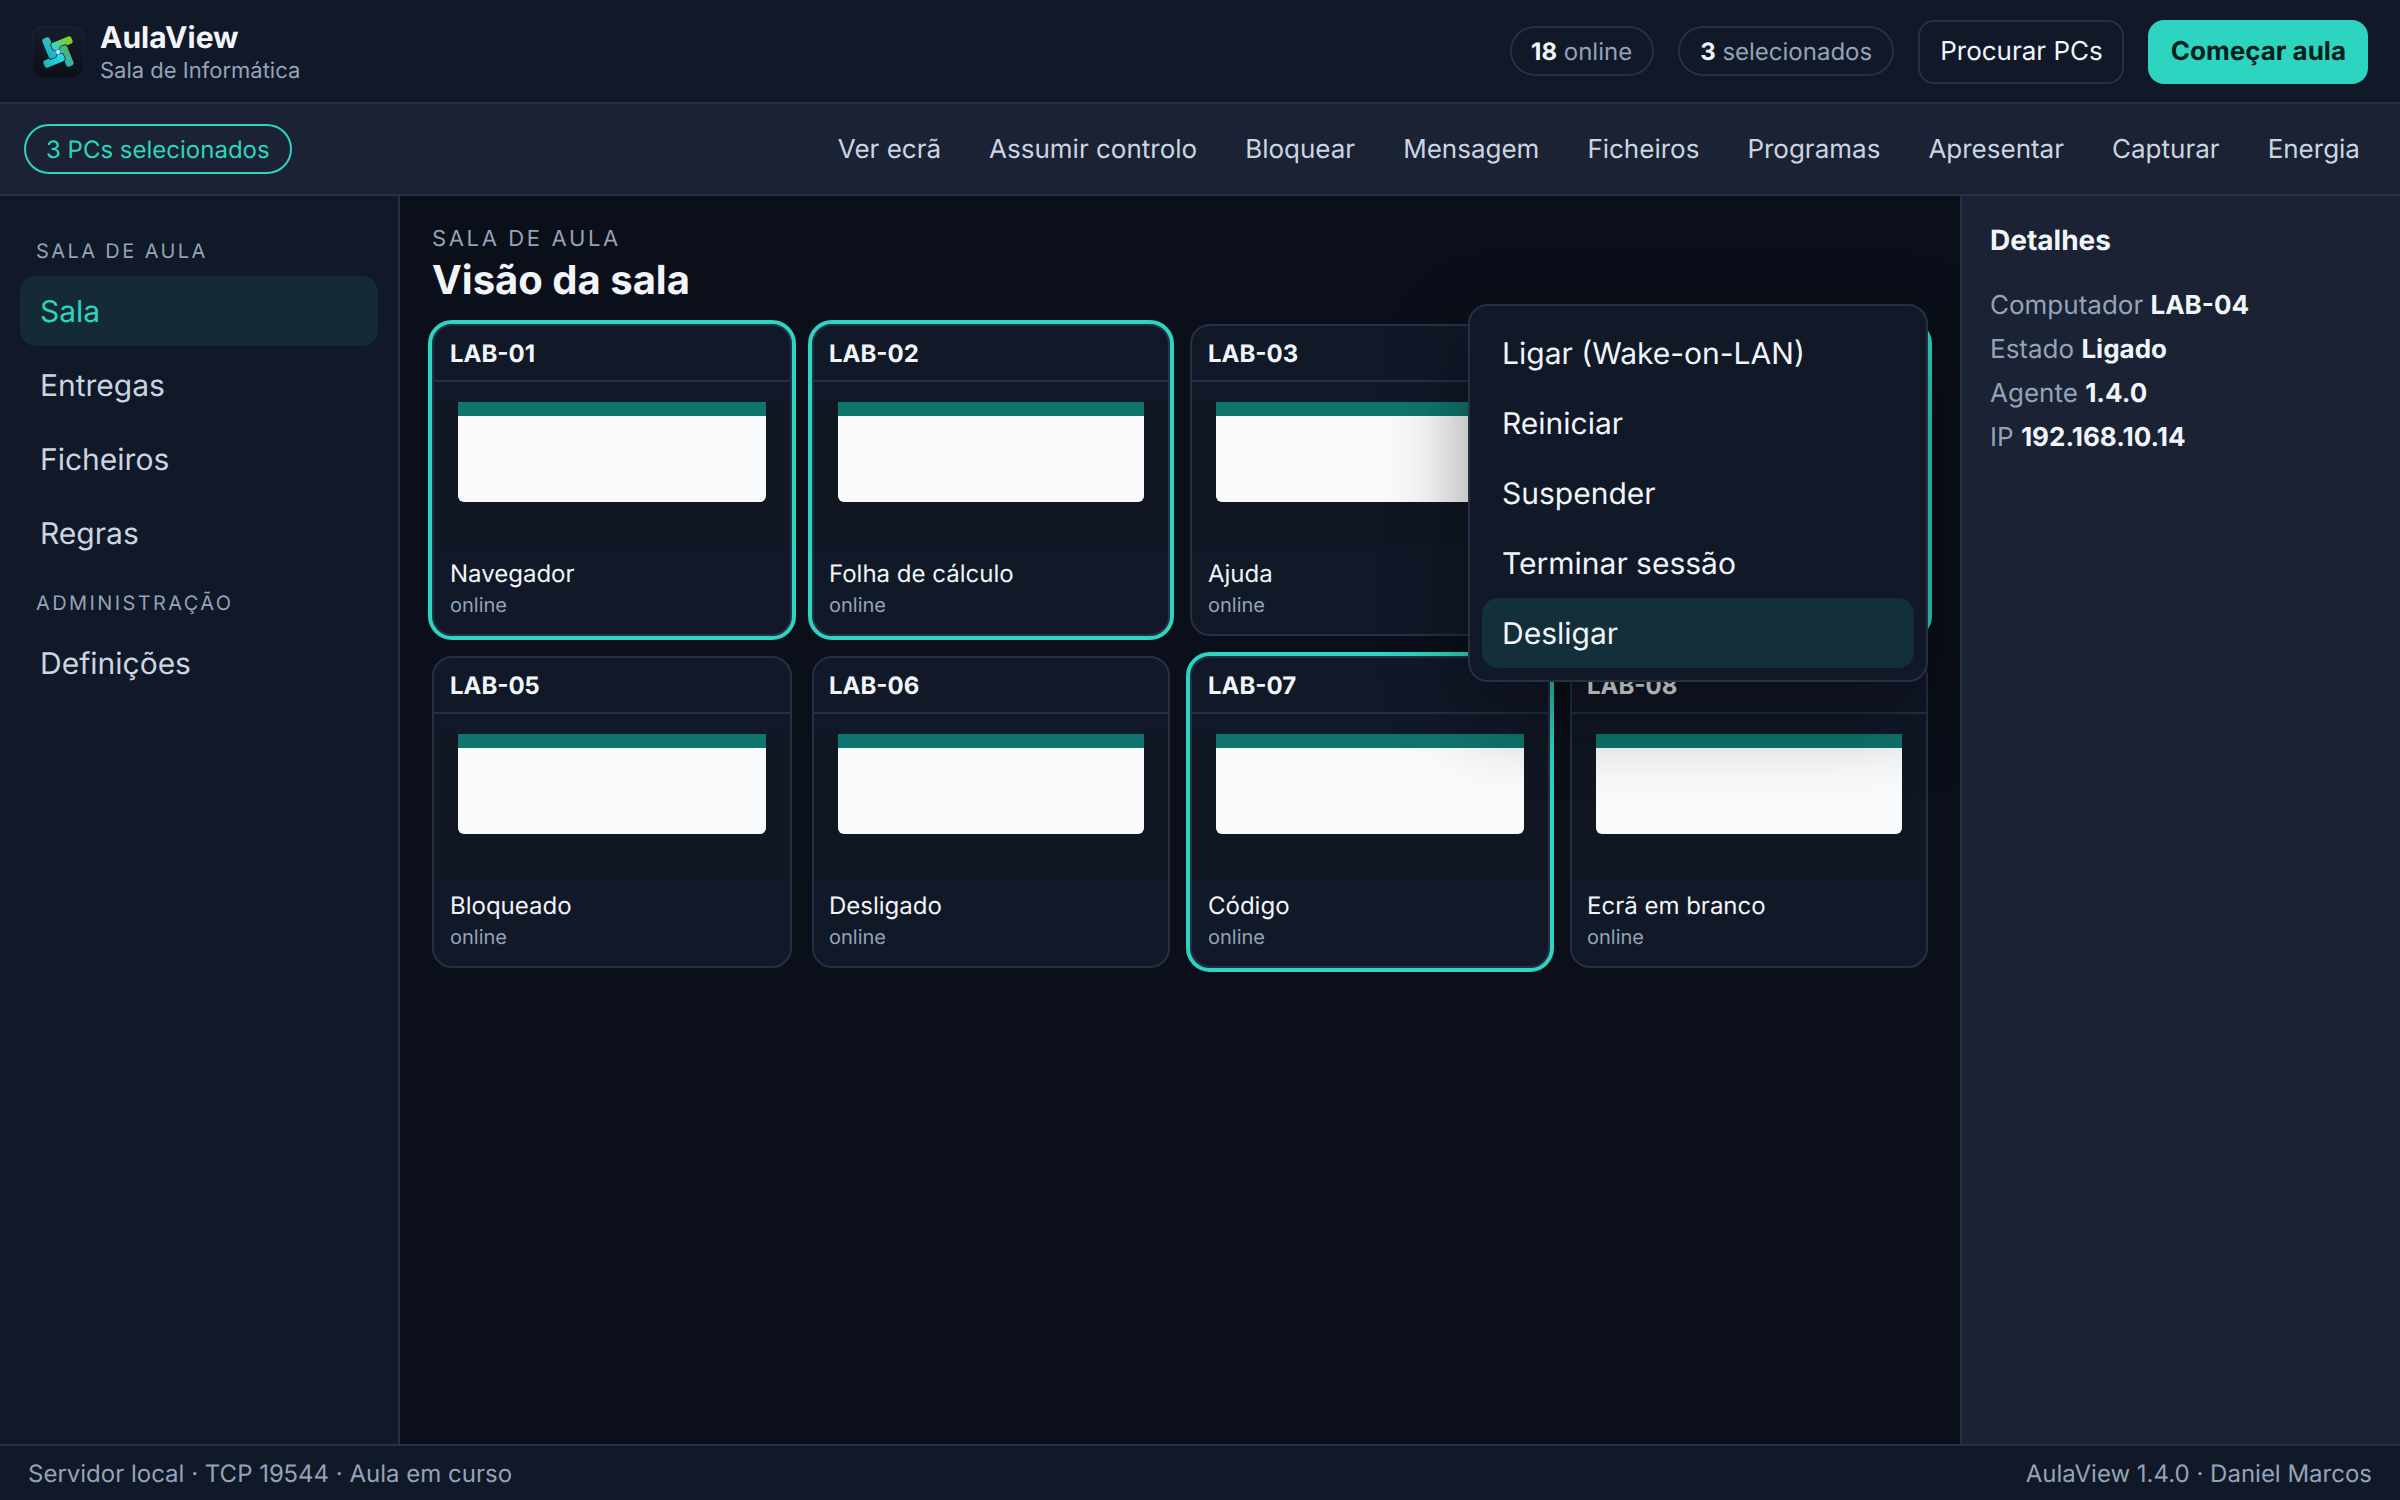 AulaView
Sala de Informática
18 online
3 selecionados
Procurar PCs
Começar aula
3 PCs selecionados
Ver ecrã
Assumir controlo
Bloquear
Mensagem
Ficheiros
Programas
Apresentar
Capturar
Energia
SALA DE AULA
Sala
Entregas
Ficheiros
Regras
ADMINISTRAÇÃO
Definições
SALA DE AULA
Visão da sala
LAB-01
Navegador
online
LAB-02
Folha de cálculo
online
LAB-03
Ajuda
online
Ligar (Wake-on-LAN)
Reiniciar
Suspender
Terminar sessão
Desligar
LAB-05
Bloqueado
online
LAB-06
Desligado
online
LAB-07
Código
online
LAB-08
Ecrã em branco
online
Detalhes
Computador LAB-04
Estado Ligado
Agente 1.4.0
IP 192.168.10.14
Servidor local · TCP 19544 · Aula em curso
AulaView 1.4.0 · Daniel Marcos